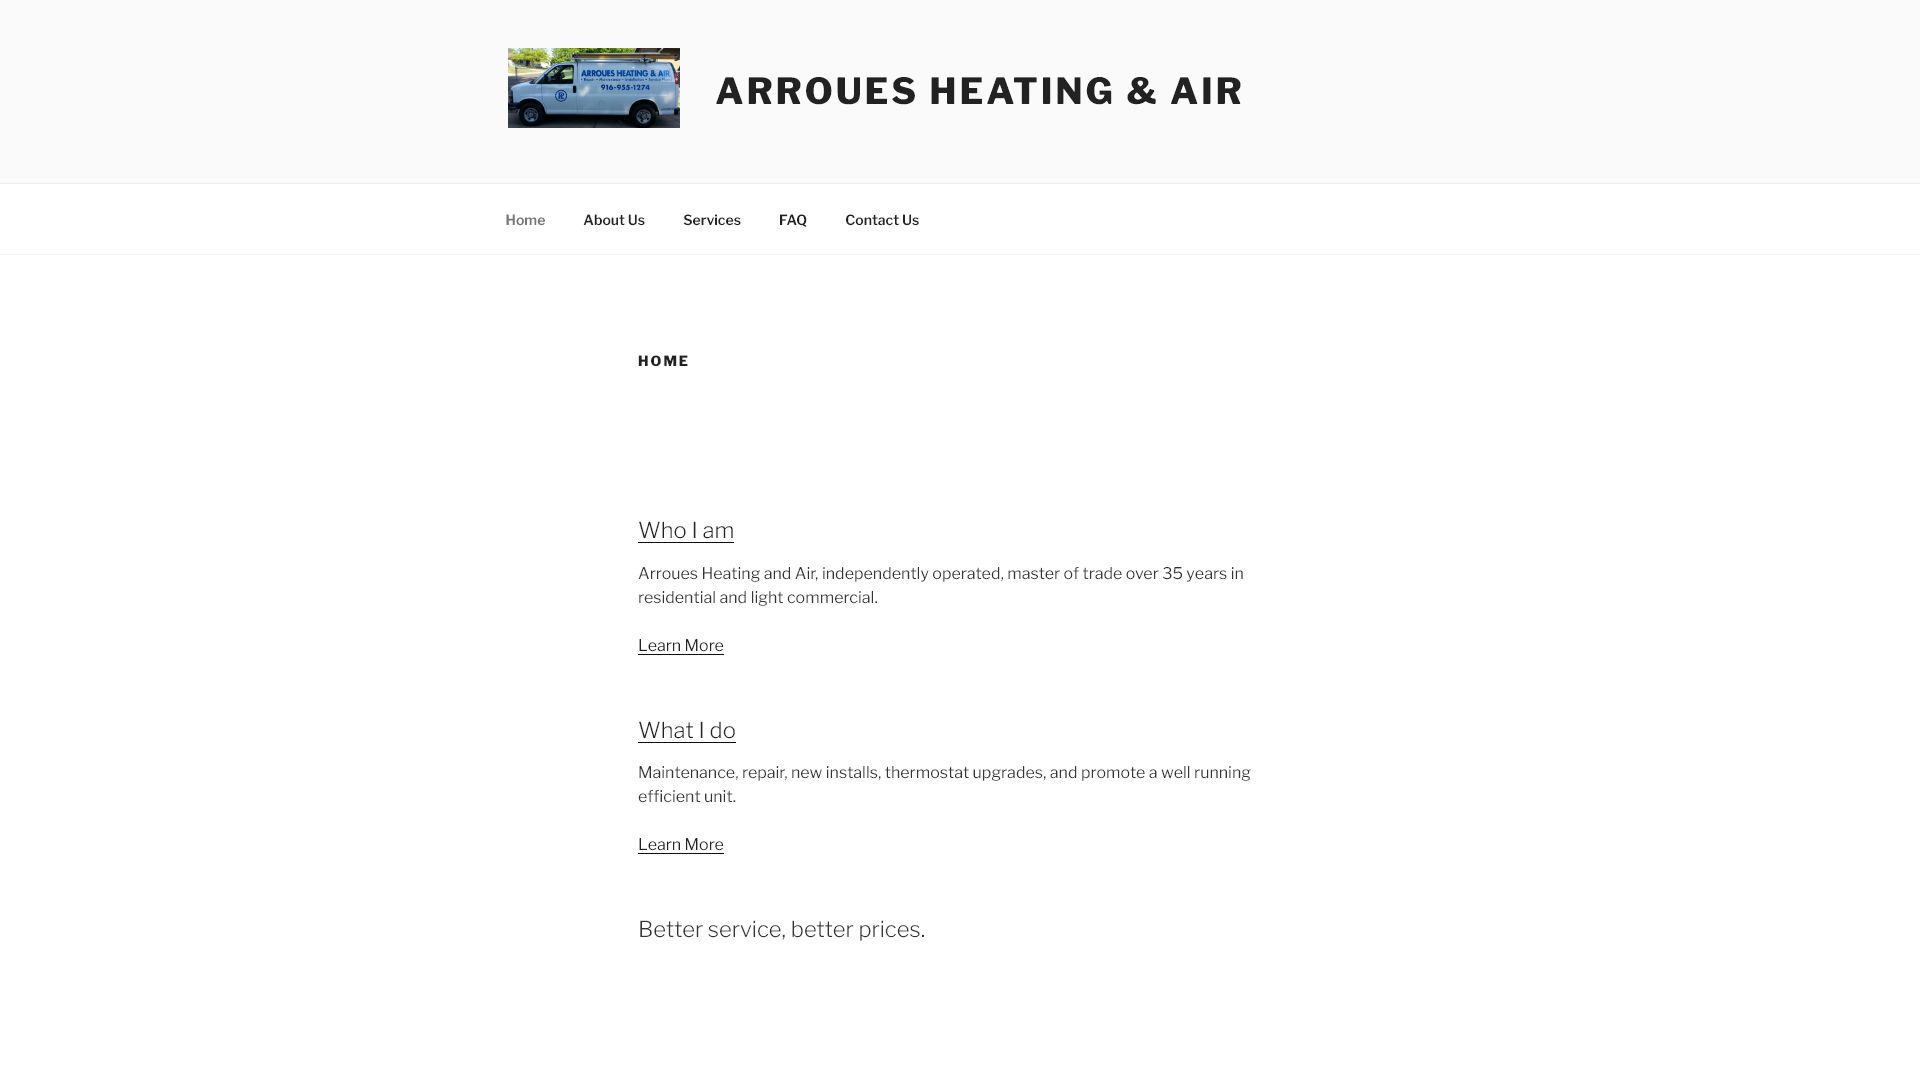 ARROUES HEATING & AIR
916-955-1274
ARROUES HEATING & AIR
Home
About Us
Services
FAQ
Contact Us
HOME
Who I am
Arroues Heating and Air, independently operated, master of trade over 35 years in
residential and light commercial.
Learn More
What I do
Maintenance, repair, new installs, thermostat upgrades, and promote a well running
efficient unit.
Learn More
Better service, better prices.